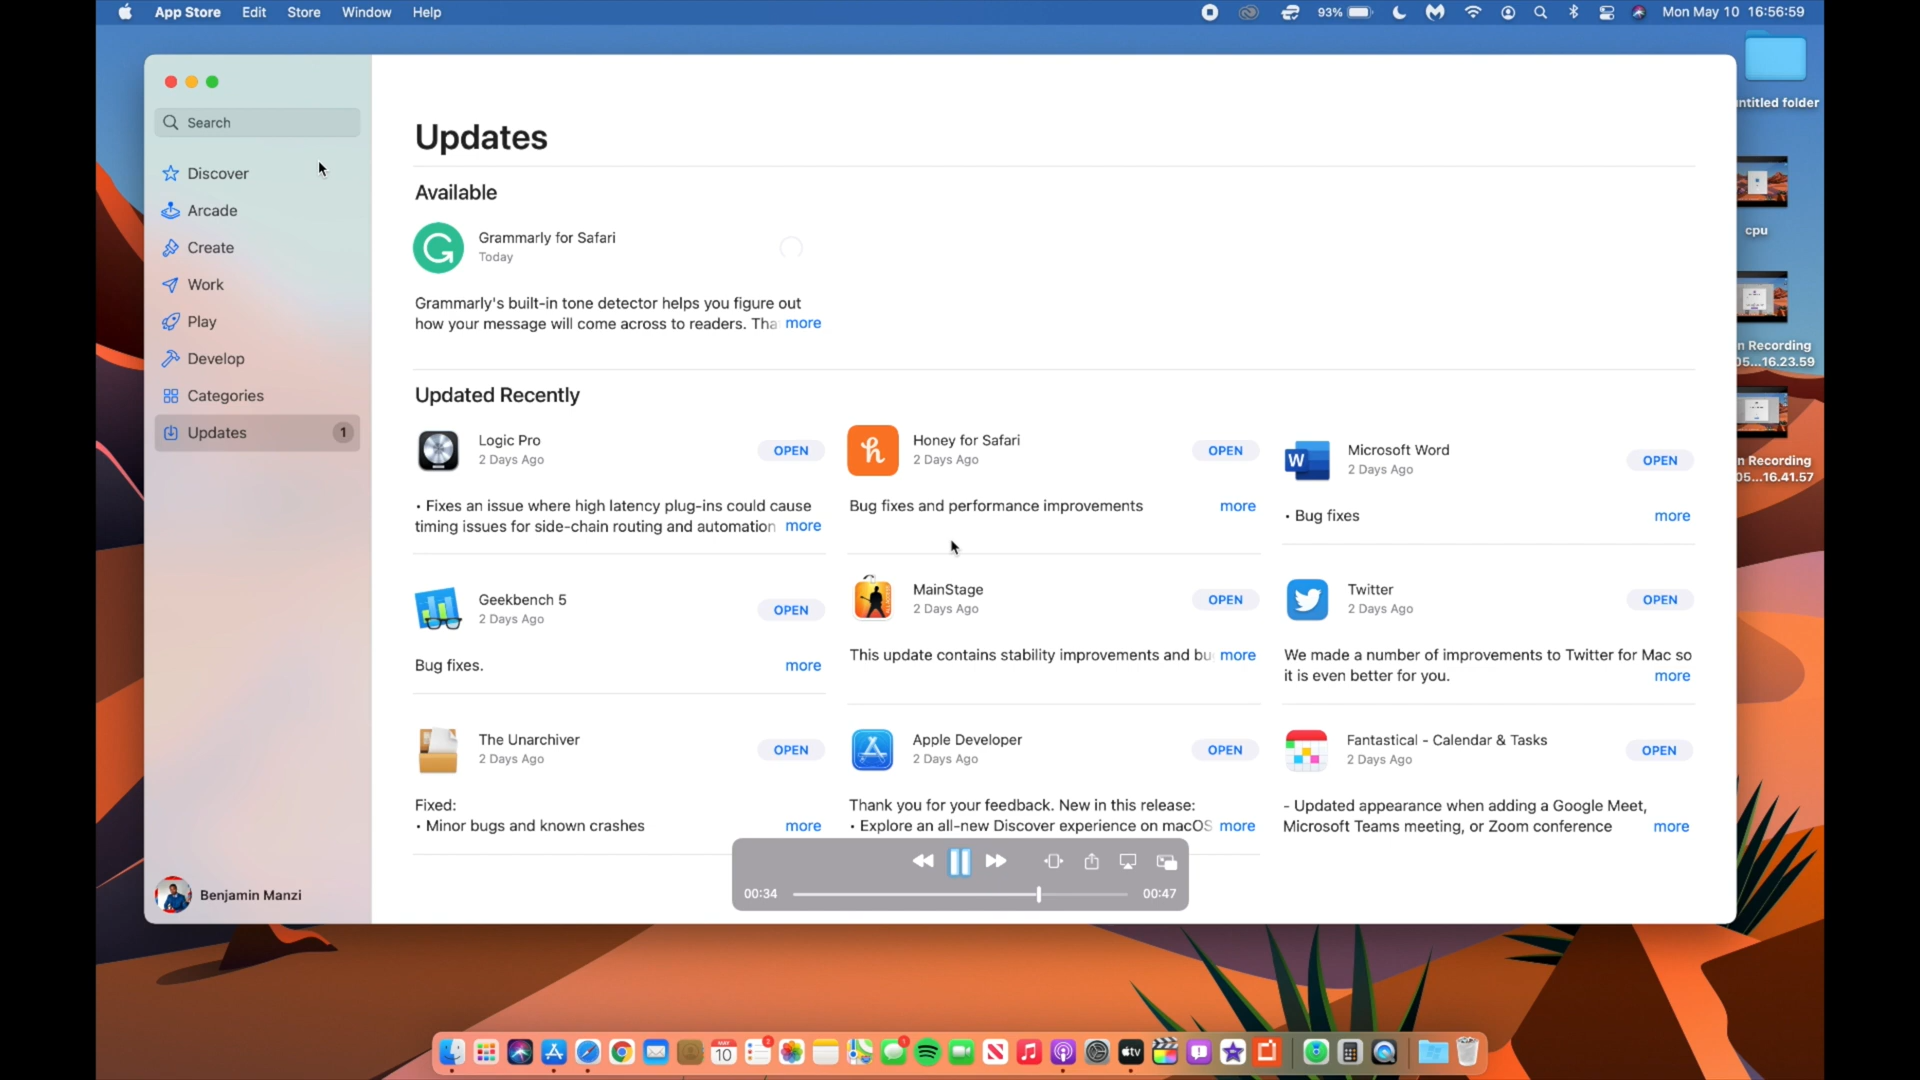 App Store Edit Store Window Help 93% Mon May 10 16:56:59
Search
Discover
Arcade
Create
Work
Play
Develop
Categories
Updates 1
Benjamin Manzi
Updates
Available
Grammarly for Safari
Today
Grammarly's built-in tone detector helps you figure out
how your message will come across to readers. Tha more
Updated Recently
Logic Pro
2 Days Ago
OPEN
• Fixes an issue where high latency plug-ins could cause
timing issues for side-chain routing and automation more
Honey for Safari
2 Days Ago
OPEN
Bug fixes and performance improvements more
Microsoft Word
2 Days Ago
OPEN
• Bug fixes more
Geekbench 5
2 Days Ago
OPEN
Bug fixes. more
MainStage
2 Days Ago
OPEN
This update contains stability improvements and bu more
Twitter
2 Days Ago
OPEN
We made a number of improvements to Twitter for Mac so
it is even better for you. more
The Unarchiver
2 Days Ago
OPEN
Fixed:
• Minor bugs and known crashes more
Apple Developer
2 Days Ago
OPEN
Thank you for your feedback. New in this release:
• Explore an all-new Discover experience on macOS more
Fantastical - Calendar & Tasks
2 Days Ago
OPEN
- Updated appearance when adding a Google Meet,
Microsoft Teams meeting, or Zoom conference more
00:34 00:47
ntitled folder
cpu
n Recording
05...16.23.59
n Recording
05...16.41.57
MAY
10
3
1
tv